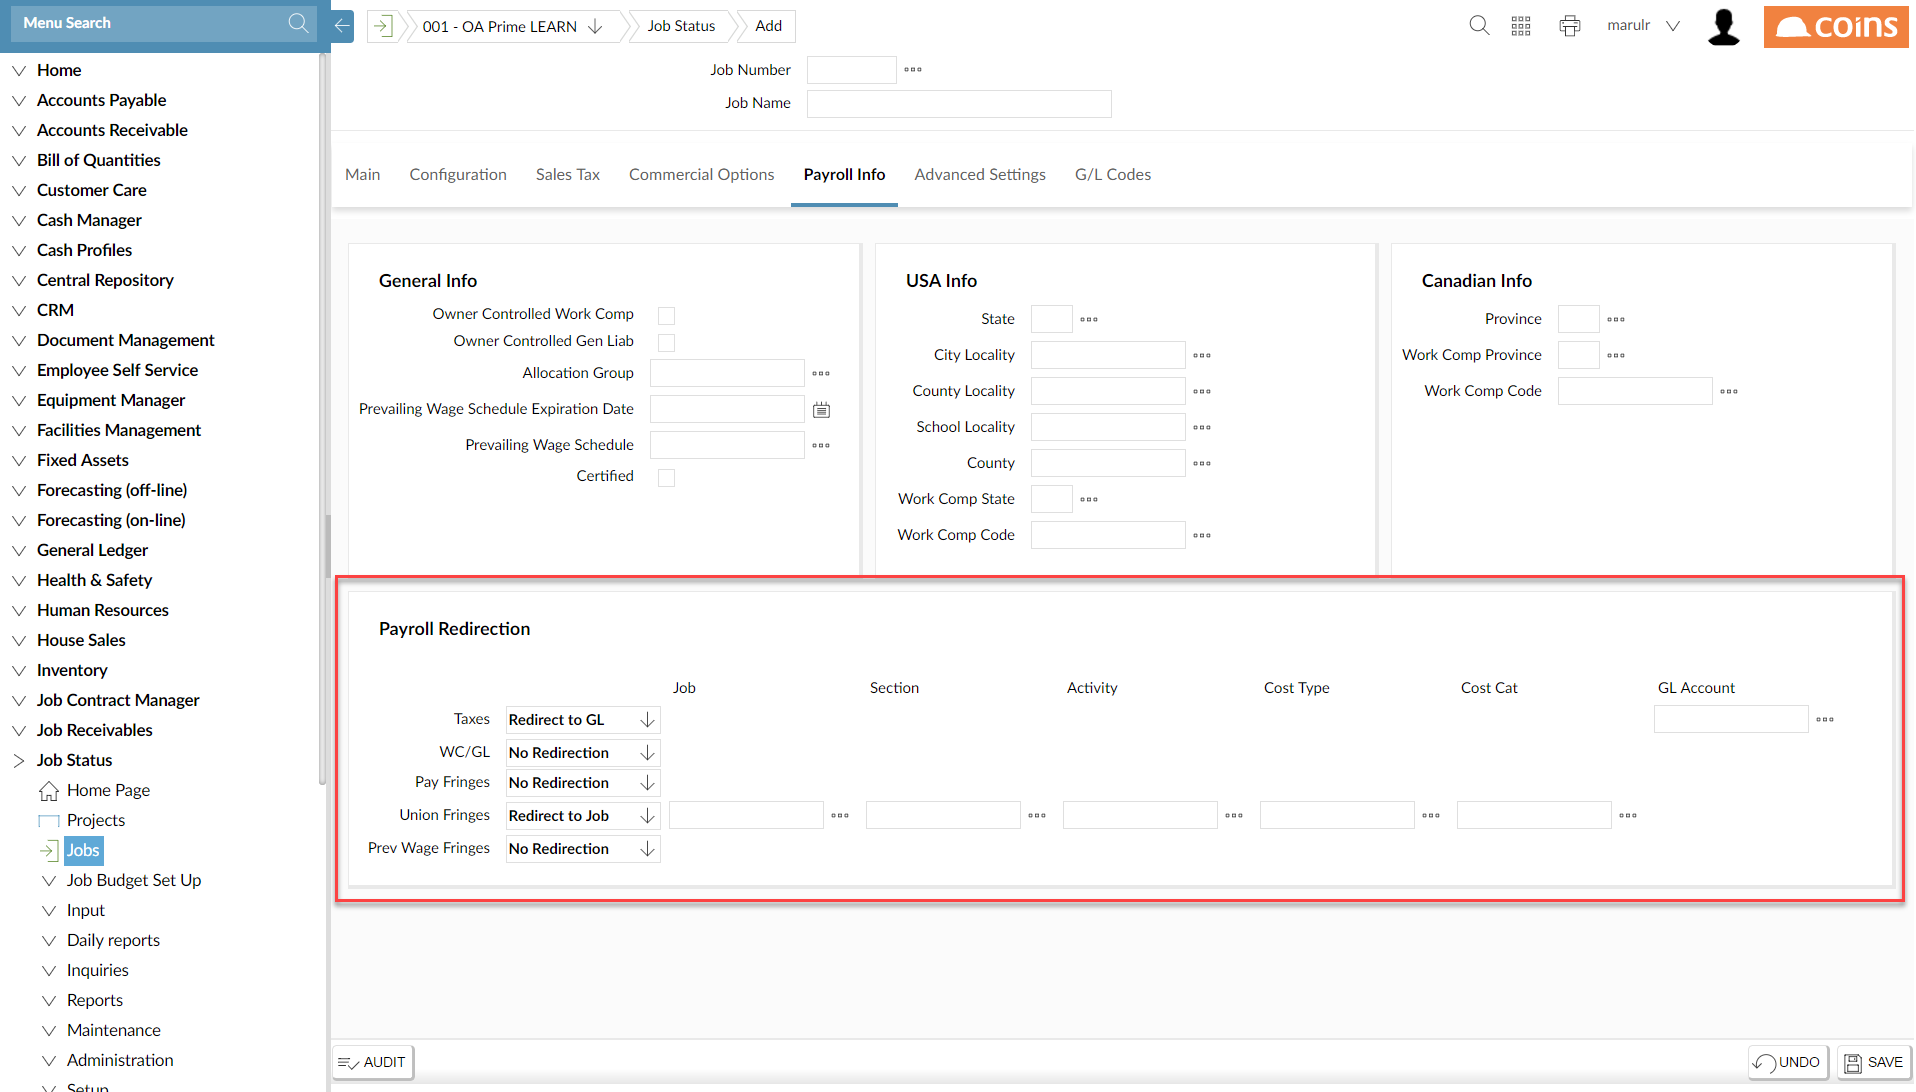 Menu Search
001 - OA Prime LEARN
Job Status
Add
marulr
coins
Home
Accounts Payable
Accounts Receivable
Bill of Quantities
Customer Care
Cash Manager
Cash Profiles
Central Repository
CRM
Document Management
Employee Self Service
Equipment Manager
Facilities Management
Fixed Assets
Forecasting (off-line)
Forecasting (on-line)
General Ledger
Health & Safety
Human Resources
House Sales
Inventory
Job Contract Manager
Job Receivables
Job Status
Home Page
Projects
Jobs
Job Budget Set Up
Input
Daily reports
Inquiries
Reports
Maintenance
Administration
Setup
Job Number
Job Name
Main Configuration Sales Tax Commercial Options Payroll Info Advanced Settings G/L Codes
General Info
Owner Controlled Work Comp
Owner Controlled Gen Liab
Allocation Group
Prevailing Wage Schedule Expiration Date
Prevailing Wage Schedule
Certified
USA Info
State
City Locality
County Locality
School Locality
County
Work Comp State
Work Comp Code
Canadian Info
Province
Work Comp Province
Work Comp Code
Payroll Redirection
Job Section Activity Cost Type Cost Cat GL Account
Taxes Redirect to GL
WC/GL No Redirection
Pay Fringes No Redirection
Union Fringes Redirect to Job
Prev Wage Fringes No Redirection
AUDIT
UNDO
SAVE